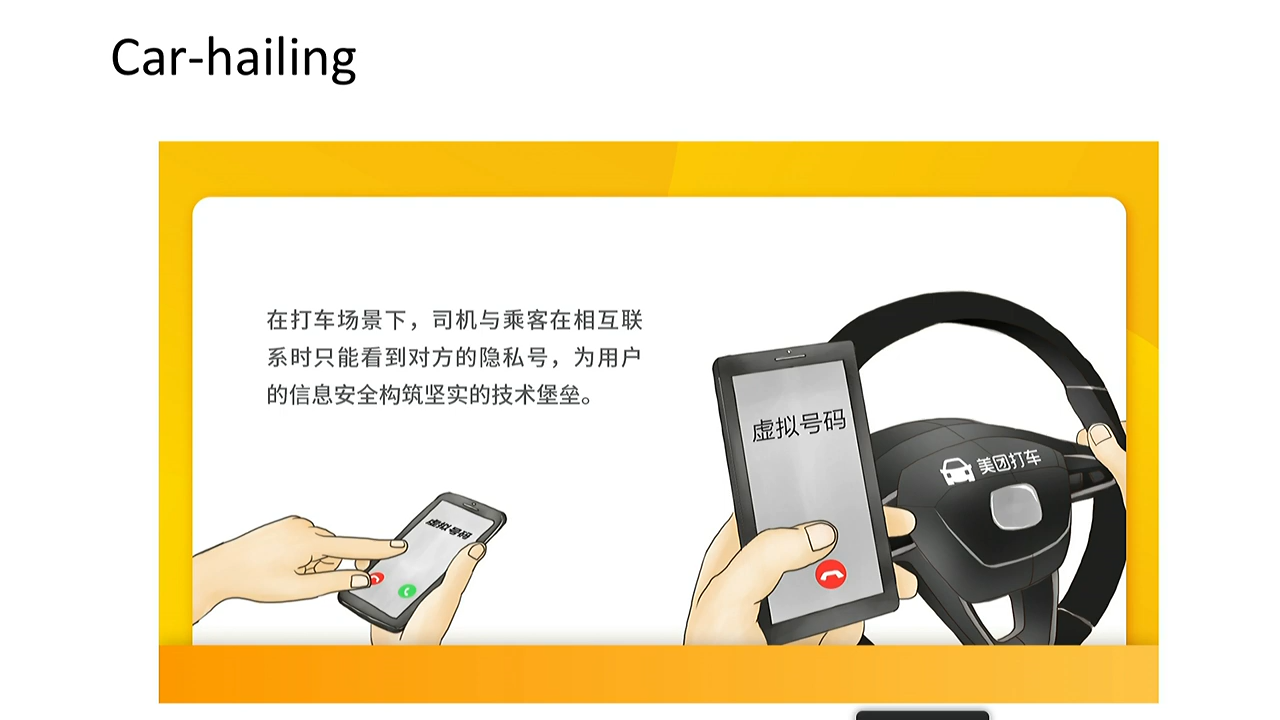 Car-hailing
在打车场景下，司机与乘客在相互联
系时只能看到对方的隐私号，为用户
的信息安全构筑坚实的技术堡垒。
虚拟号码
美团打车
虚拟号码